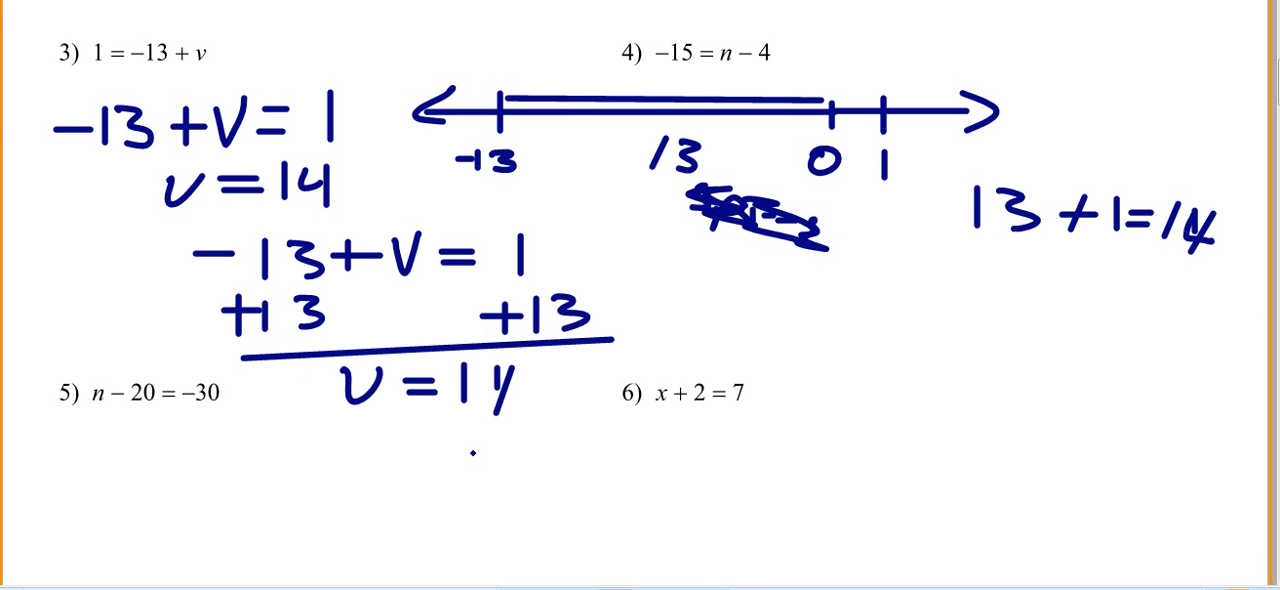 3) 1 = −13 + v
4) −15 = n − 4
-13 + v = 1
-13 13 0 1
v = 14
13 + 1 = 14
-13 + v = 1
+13 +13
v = 14
5) n − 20 = −30
6) x + 2 = 7